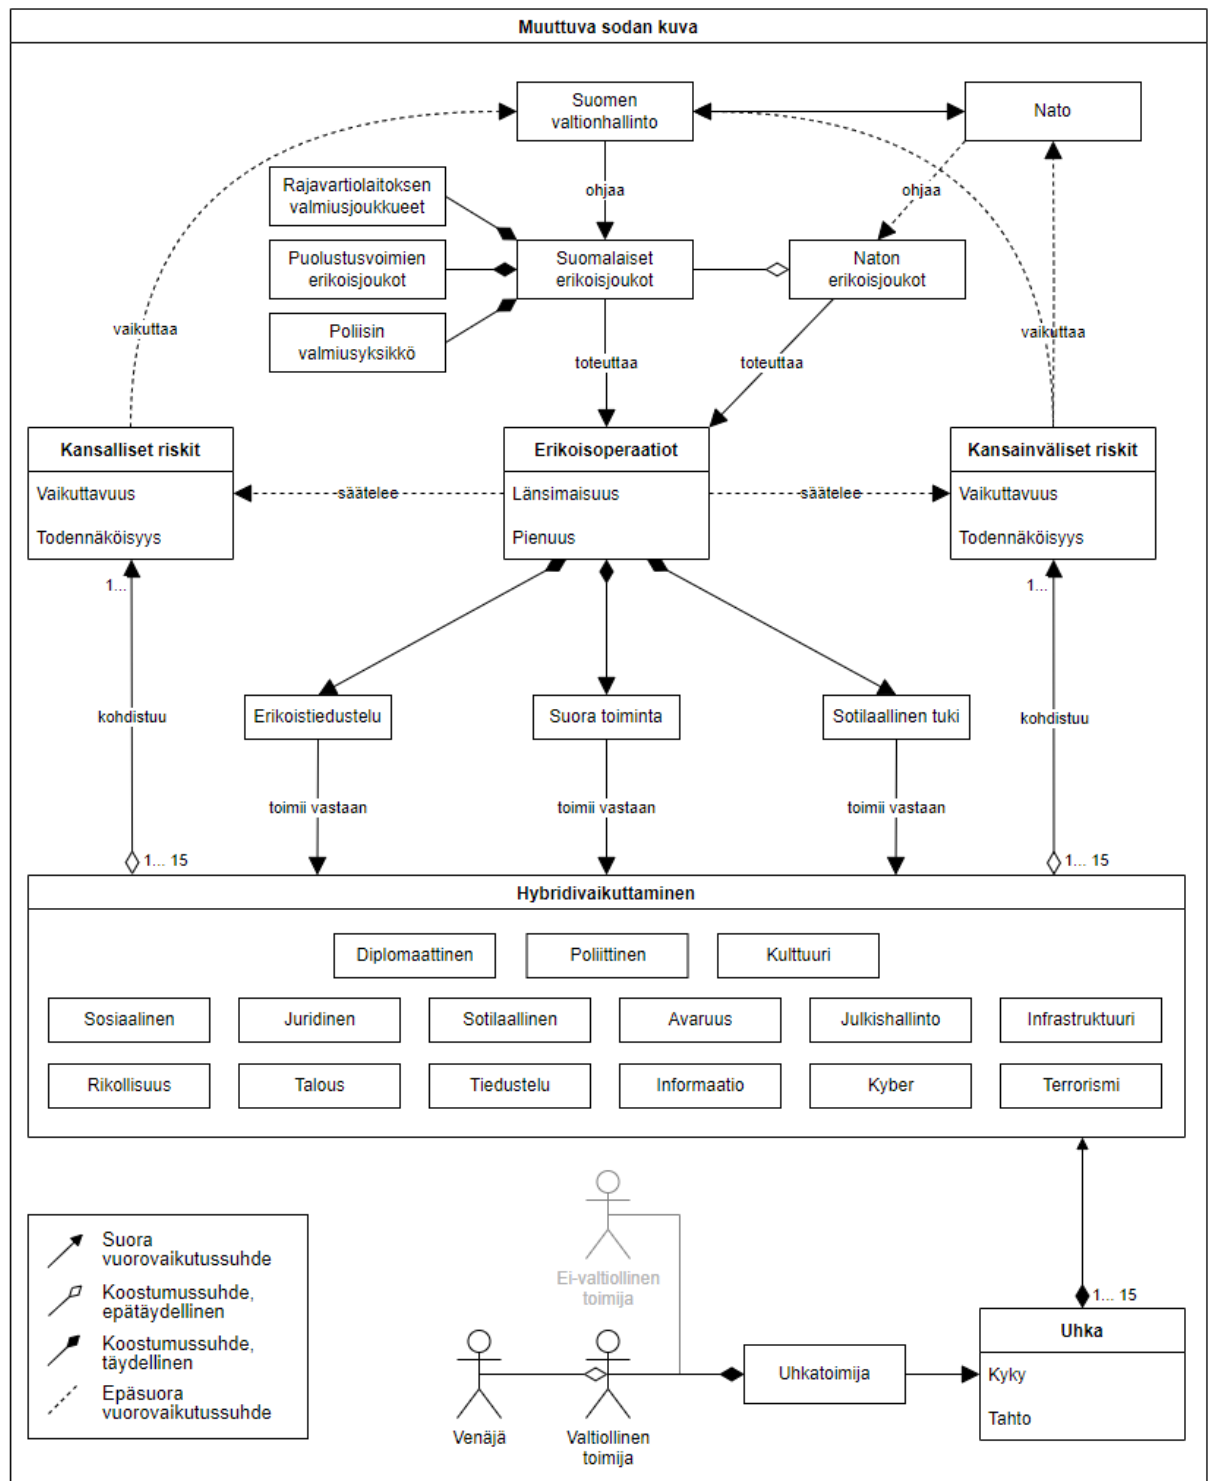 Muuttuva sodan kuva
Suomen
valtionhallinto
Nato
Rajavartiolaitoksen
valmiusjoukkueet
ohjaa
ohjaa
Puolustusvoimien
erikoisjoukot
Suomalaiset
erikoisjoukot
Naton
erikoisjoukot
Poliisin
valmiusyksikkö
vaikuttaa
vaikuttaa
toteuttaa
toteuttaa
Kansalliset riskit
Vaikuttavuus
Todennäköisyys
Erikoisoperaatiot
Länsimaisuus
Pienuus
Kansainväliset riskit
Vaikuttavuus
Todennäköisyys
säätelee
säätelee
1...
1...
kohdistuu
Erikoistiedustelu
Suora toiminta
Sotilaallinen tuki
kohdistuu
toimii vastaan
toimii vastaan
toimii vastaan
1... 15
1... 15
Hybridivaikuttaminen
Diplomaattinen
Poliittinen
Kulttuuri
Sosiaalinen
Juridinen
Sotilaallinen
Avaruus
Julkishallinto
Infrastruktuuri
Rikollisuus
Talous
Tiedustelu
Informaatio
Kyber
Terrorismi
Suora
vuorovaikutussuhde
Koostumussuhde,
epätäydellinen
Koostumussuhde,
täydellinen
Epäsuora
vuorovaikutussuhde
Ei-valtiollinen
toimija
Venäjä
Valtiollinen
toimija
Uhkatoimija
1... 15
Uhka
Kyky
Tahto